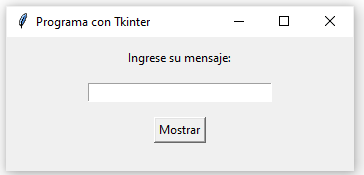 Programa con Tkinter
Ingrese su mensaje:
Mostrar